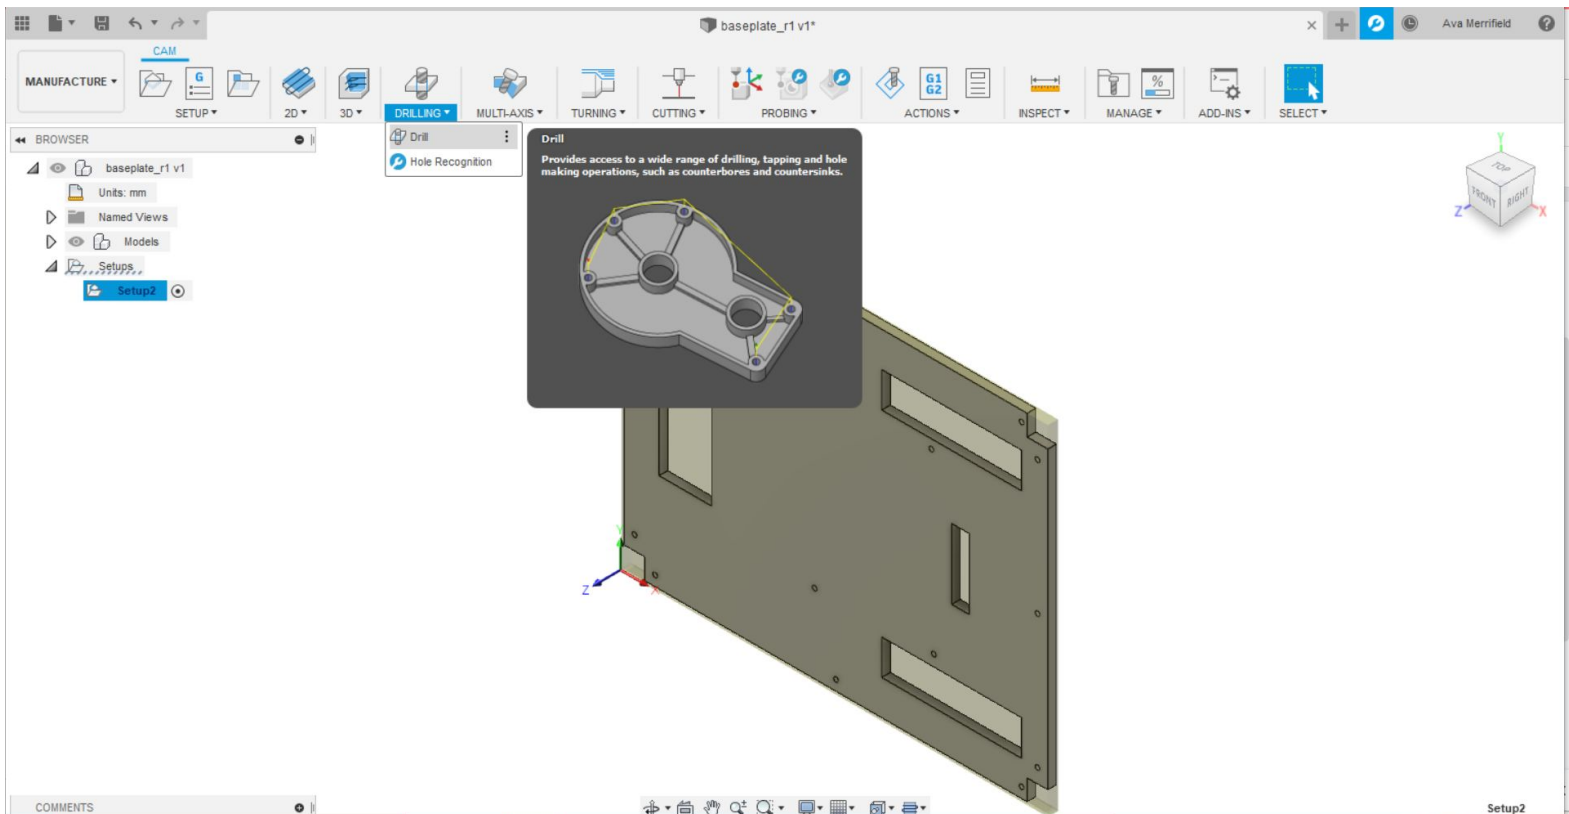 baseplate_r1 v1*
Ava Merrifield
CAM
MANUFACTURE
SETUP
2D
3D
DRILLING
MULTI-AXIS
TURNING
CUTTING
PROBING
ACTIONS
INSPECT
MANAGE
ADD-INS
SELECT
G
G1
G2
%
BROWSER
baseplate_r1 v1
Units: mm
Named Views
Models
Setups
Setup2
Drill
Hole Recognition
Drill
Provides access to a wide range of drilling, tapping and hole
making operations, such as counterbores and countersinks.
Y
TOP
FRONT
RIGHT
Z
X
Y
Z
X
COMMENTS
Setup2